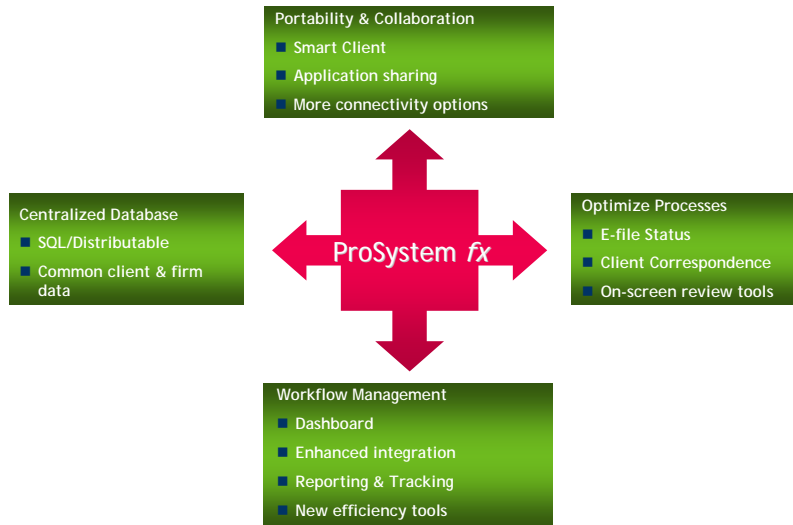 Portability & Collaboration
Smart Client
Application sharing
More connectivity options
Centralized Database
SQL/Distributable
Common client & firm
data
ProSystem fx
Optimize Processes
E-file Status
Client Correspondence
On-screen review tools
Workflow Management
Dashboard
Enhanced integration
Reporting & Tracking
New efficiency tools